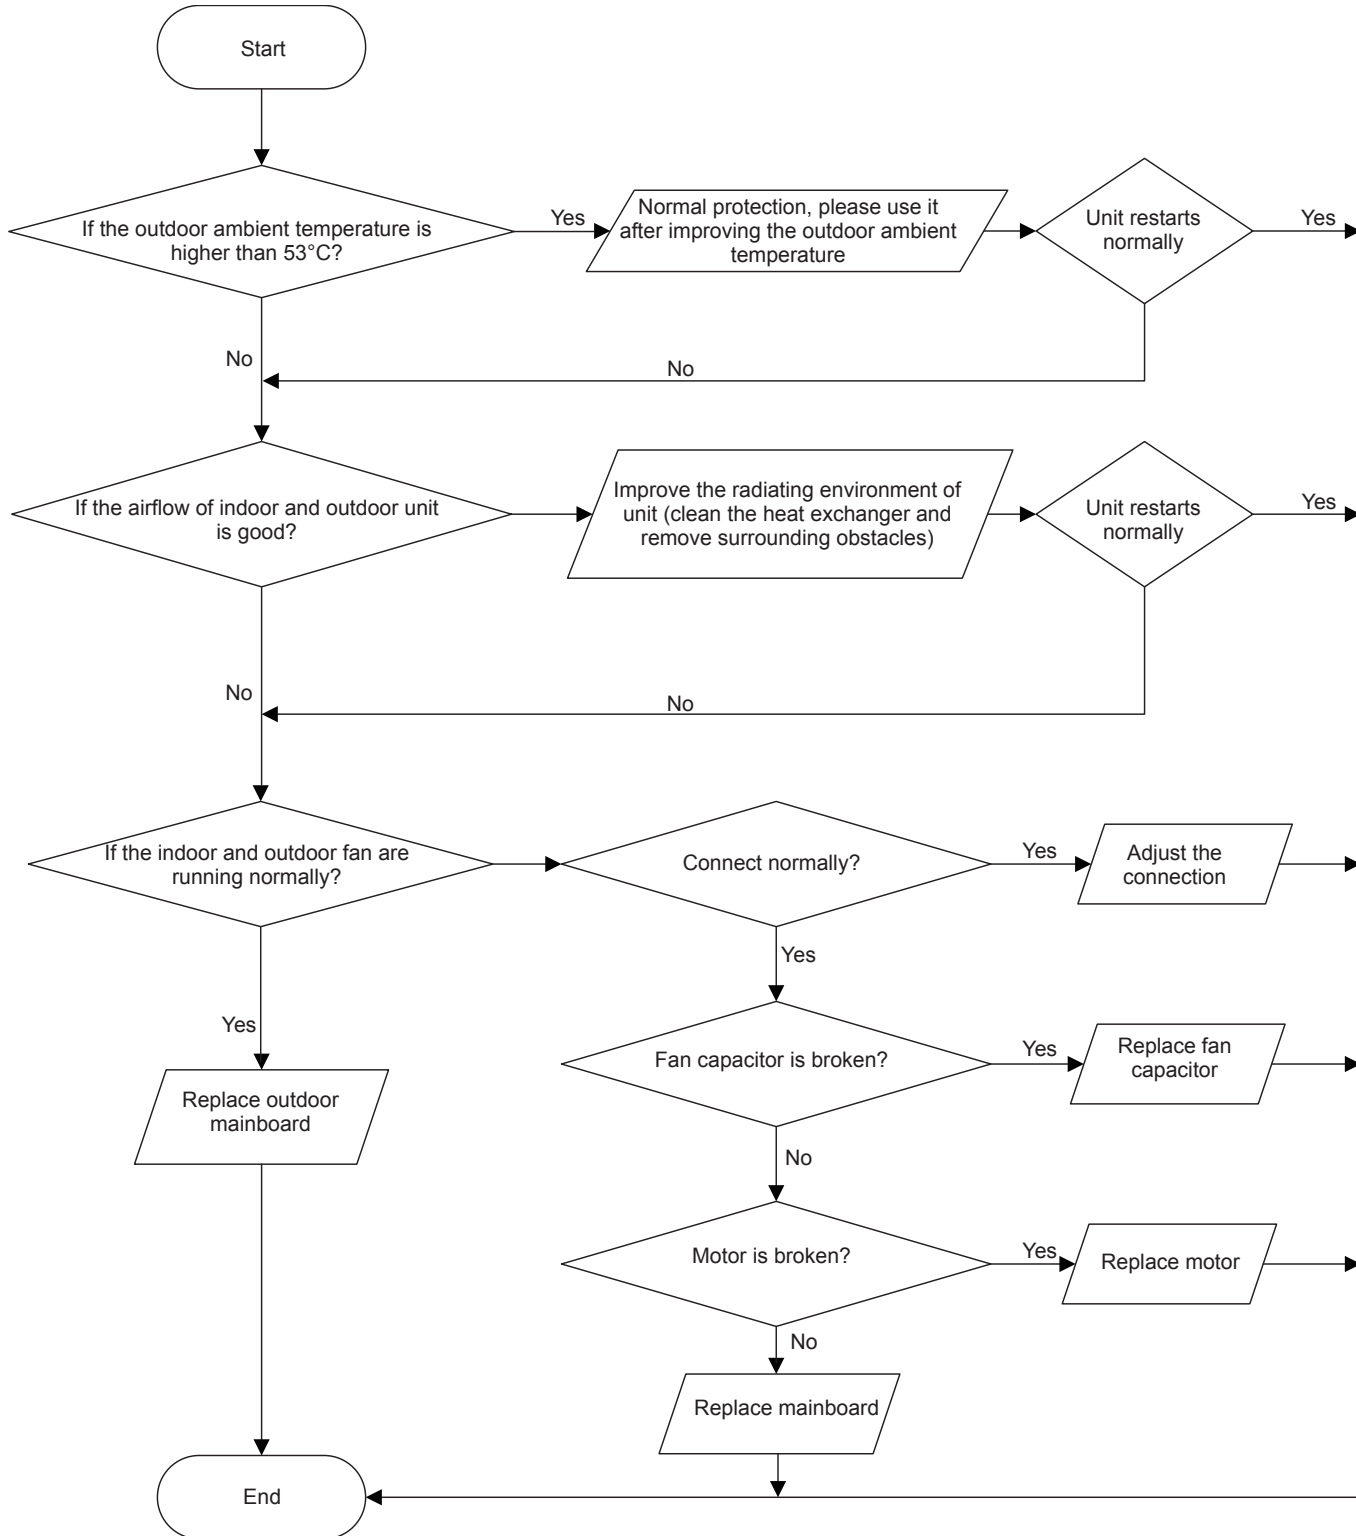 Start
If the outdoor ambient temperature is
higher than 53°C?
Yes
Normal protection, please use it
after improving the outdoor ambient
temperature
Unit restarts
normally
Yes
No
No
If the airflow of indoor and outdoor unit
is good?
Improve the radiating environment of
unit (clean the heat exchanger and
remove surrounding obstacles)
Unit restarts
normally
Yes
No
No
If the indoor and outdoor fan are
running normally?
Connect normally?
Yes
Adjust the
connection
Yes
Yes
Fan capacitor is broken?
Yes
Replace fan
capacitor
Replace outdoor
mainboard
No
Motor is broken?
Yes
Replace motor
No
Replace mainboard
End